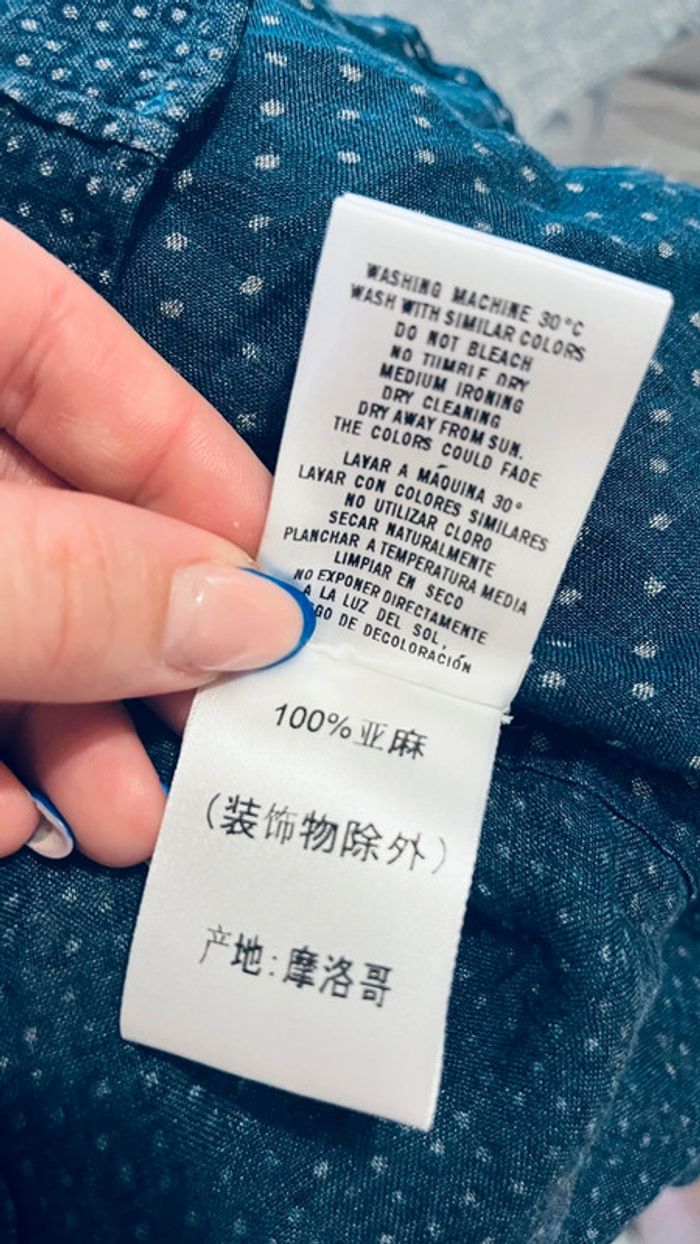 WASHING MACHINE 30°C
WASH WITH SIMILAR COLORS
DO NOT BLEACH
NO TUMBLE DRY
MEDIUM IRONING
DRY CLEANING
DRY AWAY FROM SUN.
THE COLORS COULD FADE
LAVAR A MÁQUINA 30°
LAVAR CON COLORES SIMILARES
NO UTILIZAR CLORO
SECAR NATURALMENTE
PLANCHAR A TEMPERATURA MEDIA
LIMPIAR EN SECO
NO EXPONER DIRECTAMENTE
A LA LUZ DEL SOL,
DE DECOLORACIÓN
100%亚麻
(装饰物除外)
产地:摩洛哥